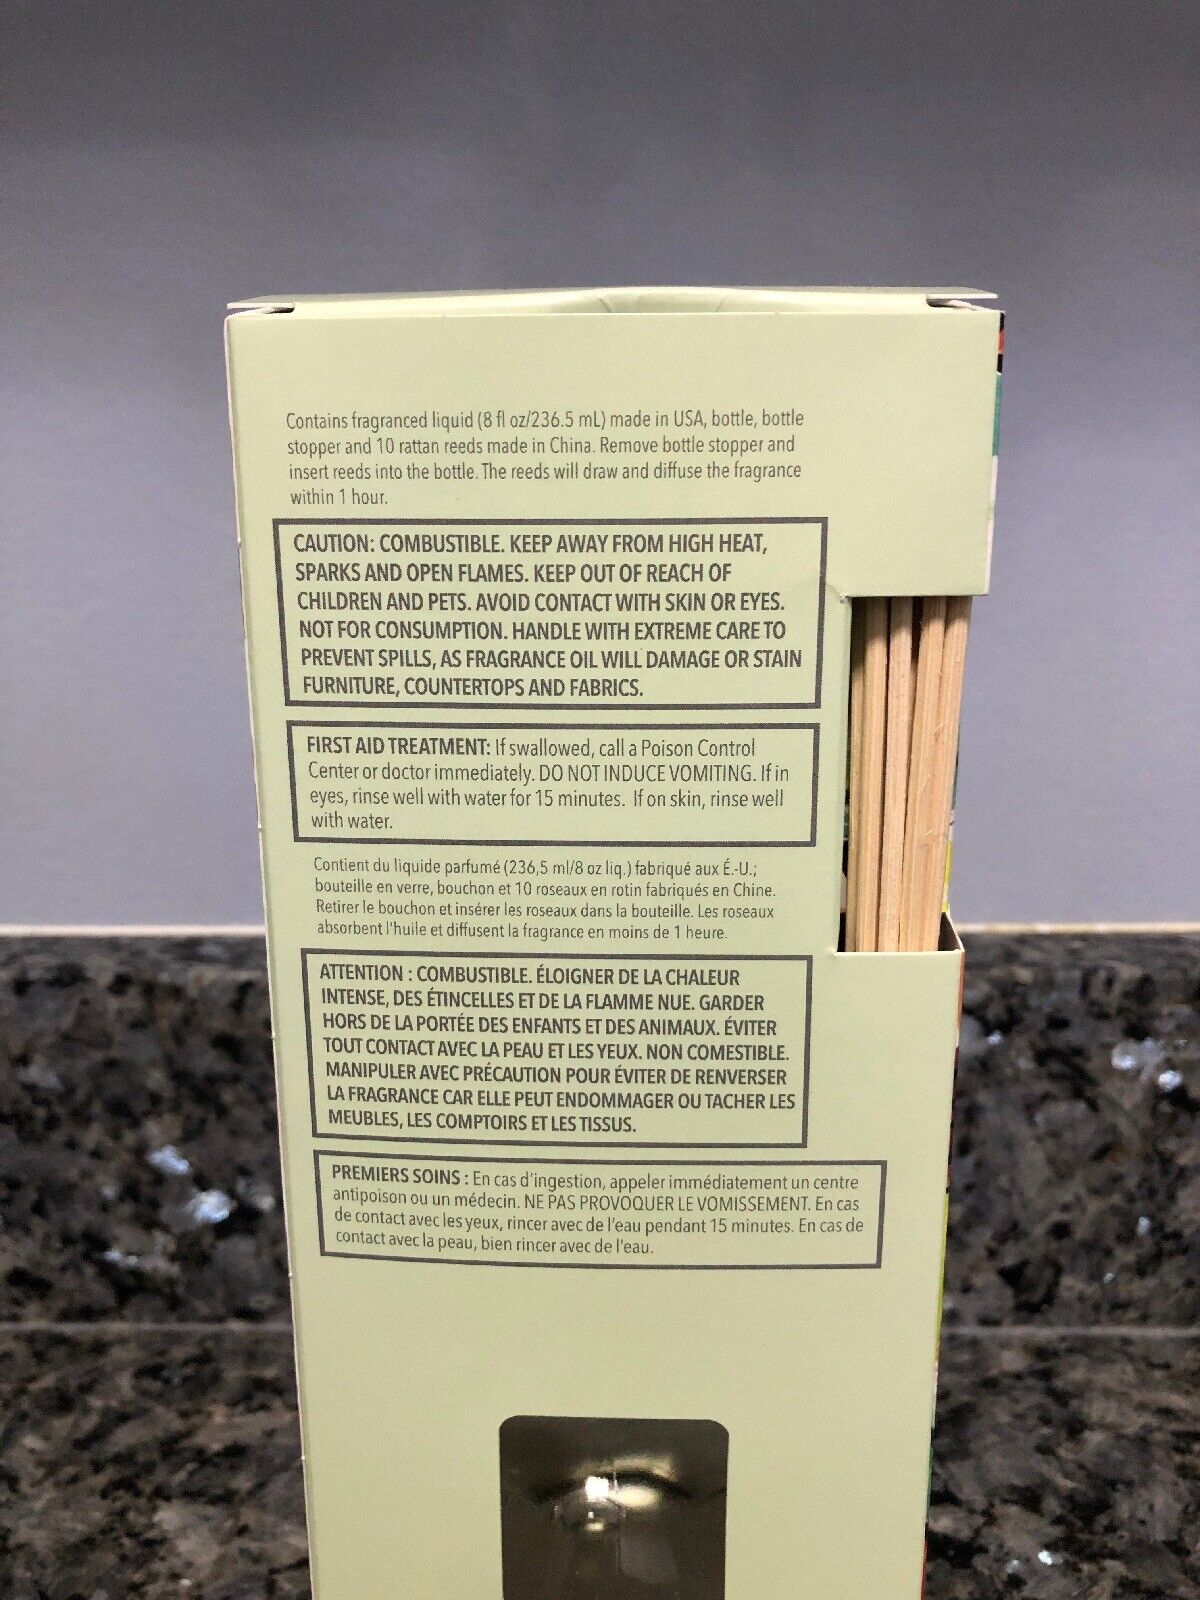 Contains fragranced liquid (8 fl oz/236.5 mL) made in USA, bottle, bottle
stopper and 10 rattan reeds made in China. Remove bottle stopper and
insert reeds into the bottle. The reeds will draw and diffuse the fragrance
within 1 hour.
CAUTION: COMBUSTIBLE. KEEP AWAY FROM HIGH HEAT,
SPARKS AND OPEN FLAMES. KEEP OUT OF REACH OF
CHILDREN AND PETS. AVOID CONTACT WITH SKIN OR EYES.
NOT FOR CONSUMPTION. HANDLE WITH EXTREME CARE TO
PREVENT SPILLS, AS FRAGRANCE OIL WILL DAMAGE OR STAIN
FURNITURE, COUNTERTOPS AND FABRICS.
FIRST AID TREATMENT: If swallowed, call a Poison Control
Center or doctor immediately. DO NOT INDUCE VOMITING. If in
eyes, rinse well with water for 15 minutes. If on skin, rinse well
with water.
Contient du liquide parfumé (236,5 ml/8 oz liq.) fabriqué aux É.-U.;
bouteille en verre, bouchon et 10 roseaux en rotin fabriqués en Chine.
Retirer le bouchon et insérer les roseaux dans la bouteille. Les roseaux
absorbent l'huile et diffusent la fragrance en moins de 1 heure.
ATTENTION : COMBUSTIBLE. ÉLOIGNER DE LA CHALEUR
INTENSE, DES ÉTINCELLES ET DE LA FLAMME NUE. GARDER
HORS DE LA PORTÉE DES ENFANTS ET DES ANIMAUX. ÉVITER
TOUT CONTACT AVEC LA PEAU ET LES YEUX. NON COMESTIBLE.
MANIPULER AVEC PRÉCAUTION POUR ÉVITER DE RENVERSER
LA FRAGRANCE CAR ELLE PEUT ENDOMMAGER OU TACHER LES
MEUBLES, LES COMPTOIRS ET LES TISSUS.
PREMIERS SOINS : En cas d'ingestion, appeler immédiatement un centre
antipoison ou un médecin. NE PAS PROVOQUER LE VOMISSEMENT. En cas
de contact avec les yeux, rincer avec de l'eau pendant 15 minutes. En cas de
contact avec la peau, bien rincer avec de l'eau.